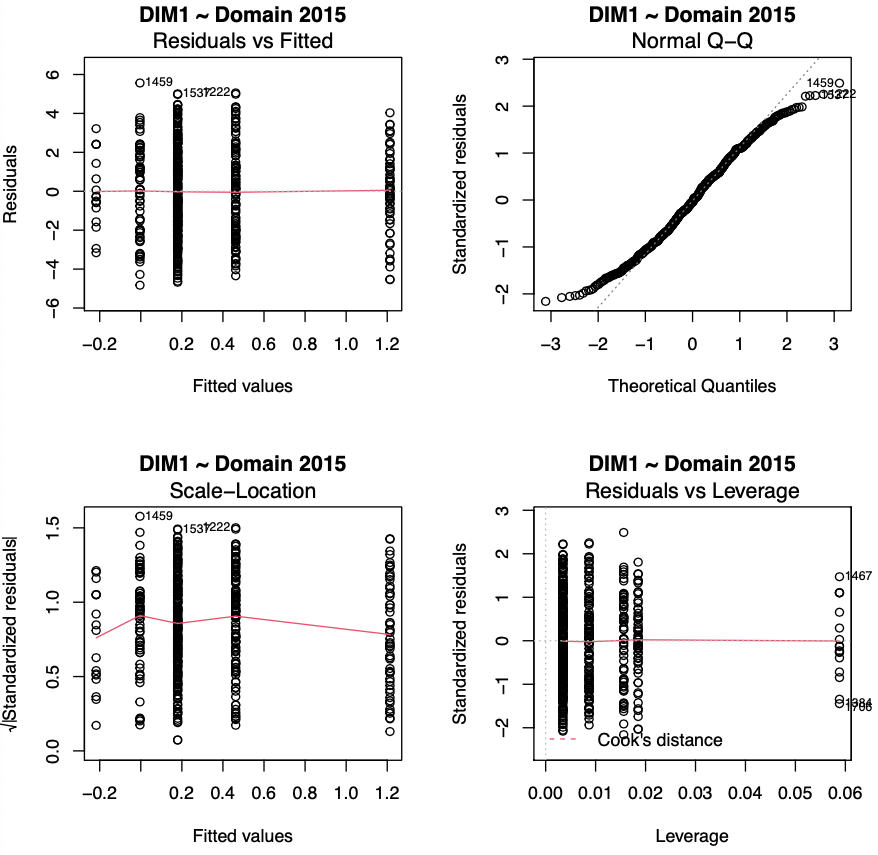 DIM1 ~ Domain 2015
Residuals vs Fitted
Residuals
6
4
2
0
−2
−4
−6
1459
1537
1222
−0.2 0.2 0.4 0.6 0.8 1.0 1.2
Fitted values
DIM1 ~ Domain 2015
Normal Q−Q
Standardized residuals
3
2
1
0
−1
−2
1459
1537
1222
−3 −2 −1 0 1 2 3
Theoretical Quantiles
DIM1 ~ Domain 2015
Scale−Location
√|Standardized residuals|
1.5
1.0
0.5
0.0
1459
1537
1222
−0.2 0.2 0.4 0.6 0.8 1.0 1.2
Fitted values
DIM1 ~ Domain 2015
Residuals vs Leverage
Standardized residuals
3
2
1
0
−1
−2
1467
Cook's distance
0.00 0.01 0.02 0.03 0.04 0.05 0.06
Leverage